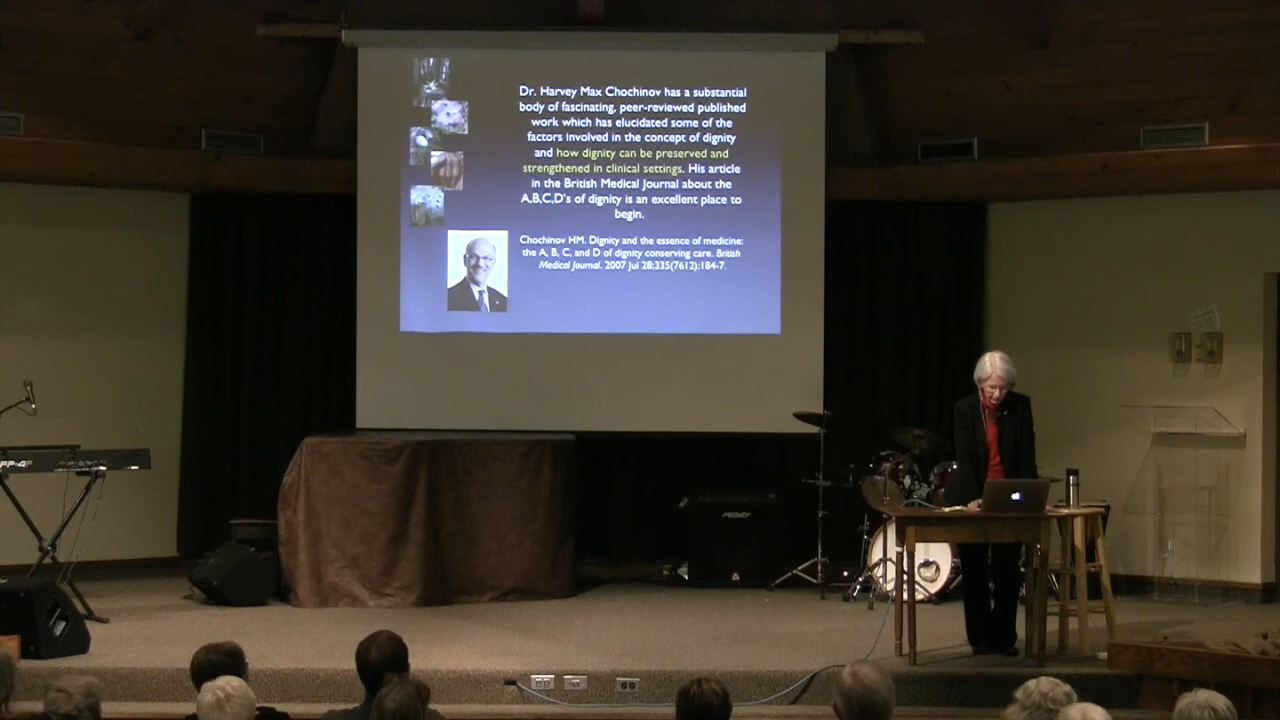 Dr. Harvey Max Chochinov has a substantial
body of fascinating, peer-reviewed published
work which has elucidated some of the
factors involved in the concept of dignity
and how dignity can be preserved and
strengthened in clinical settings. His article
in the British Medical Journal about the
A,B,C,D's of dignity is an excellent place to
begin.
Chochinov HM. Dignity and the essence of medicine:
the A, B, C, and D of dignity conserving care. British
Medical Journal. 2007 Jul 28;335(7612):184-7.
PEAVEY